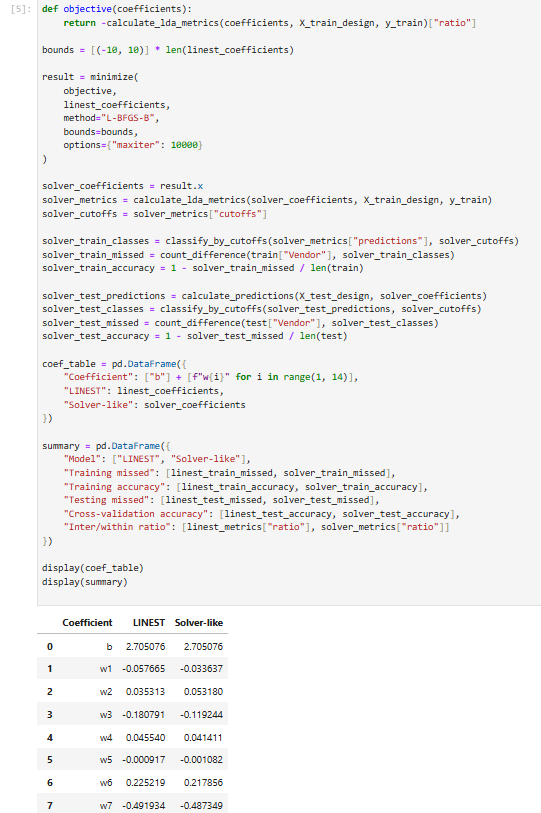 [5]: def objective(coefficients):
    return -calculate_lda_metrics(coefficients, X_train_design, y_train)["ratio"]

bounds = [(-10, 10)] * len(linest_coefficients)

result = minimize(
    objective,
    linest_coefficients,
    method="L-BFGS-B",
    bounds=bounds,
    options={"maxiter": 10000}
)

solver_coefficients = result.x
solver_metrics = calculate_lda_metrics(solver_coefficients, X_train_design, y_train)
solver_cutoffs = solver_metrics["cutoffs"]

solver_train_classes = classify_by_cutoffs(solver_metrics["predictions"], solver_cutoffs)
solver_train_missed = count_difference(train["Vendor"], solver_train_classes)
solver_train_accuracy = 1 - solver_train_missed / len(train)

solver_test_predictions = calculate_predictions(X_test_design, solver_coefficients)
solver_test_classes = classify_by_cutoffs(solver_test_predictions, solver_cutoffs)
solver_test_missed = count_difference(test["Vendor"], solver_test_classes)
solver_test_accuracy = 1 - solver_test_missed / len(test)

coef_table = pd.DataFrame({
    "Coefficient": ["b"] + [f"w{i}" for i in range(1, 14)],
    "LINEST": linest_coefficients,
    "Solver-like": solver_coefficients
})

summary = pd.DataFrame({
    "Model": ["LINEST", "Solver-like"],
    "Training missed": [linest_train_missed, solver_train_missed],
    "Training accuracy": [linest_train_accuracy, solver_train_accuracy],
    "Testing missed": [linest_test_missed, solver_test_missed],
    "Cross-validation accuracy": [linest_test_accuracy, solver_test_accuracy],
    "Inter/within ratio": [linest_metrics["ratio"], solver_metrics["ratio"]]
})

display(coef_table)
display(summary)

Coefficient LINEST Solver-like
0 b 2.705076 2.705076
1 w1 -0.057665 -0.033637
2 w2 0.035313 0.053180
3 w3 -0.180791 -0.119244
4 w4 0.045540 0.041411
5 w5 -0.000917 -0.001082
6 w6 0.225219 0.217856
7 w7 -0.491934 -0.487349